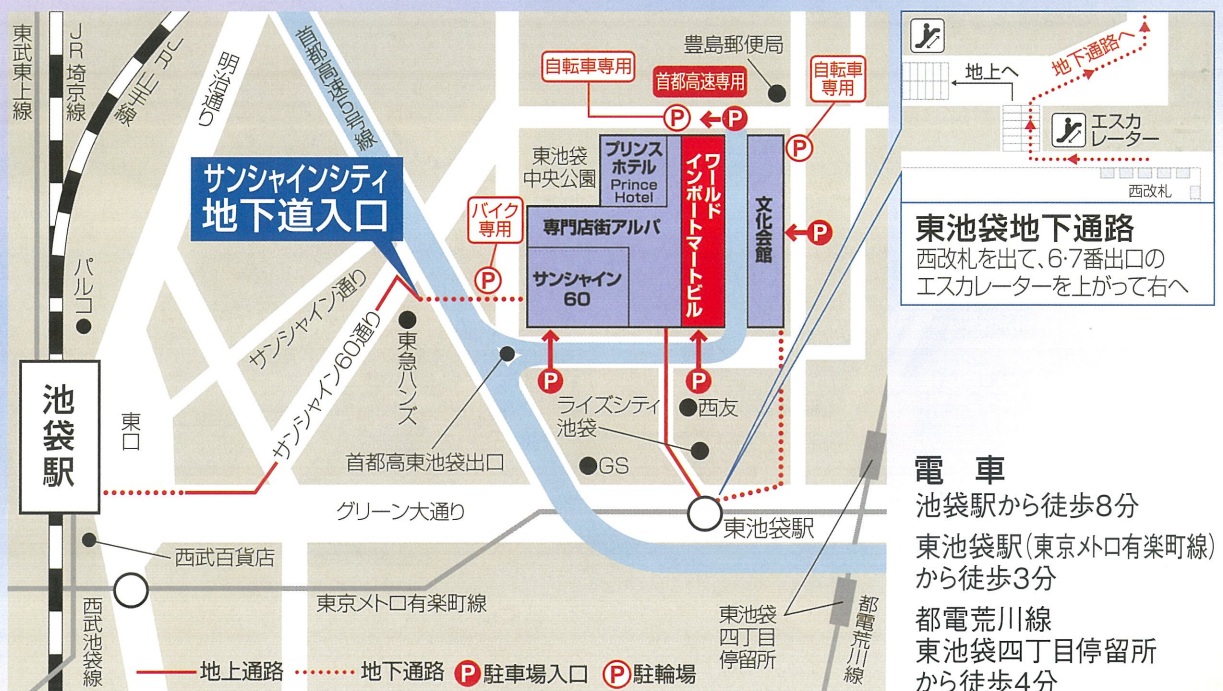 東武東上線
JR埼京線
JR山手線
明治通り
首都高速5号線
豊島郵便局
自転車専用
首都高速専用
自転車
専用
P
P
P
サンシャインシティ
地下道入口
東池袋
中央公園
プリンス
ホテル
Prince
Hotel
ワールド
インポートマートビル
文化会館
P
バイク
専用
P
専門店街アルパ
サンシャイン
60
パルコ
サンシャイン通り
サンシャイン60通り
東急ハンズ
P
P
池袋駅
東口
首都高東池袋出口
ライズシティ
池袋
西友
GS
グリーン大通り
東池袋駅
西武百貨店
東京メトロ有楽町線
西武池袋線
東池袋
四丁目
停留所
都電荒川線
地上通路
地下通路
P駐車場入口
P駐輪場
地上へ
地下通路へ
エスカ
レーター
西改札
東池袋地下通路
西改札を出て、6・7番出口の
エスカレーターを上がって右へ
電車
池袋駅から徒歩8分
東池袋駅(東京メトロ有楽町線)
から徒歩3分
都電荒川線
東池袋四丁目停留所
から徒歩4分